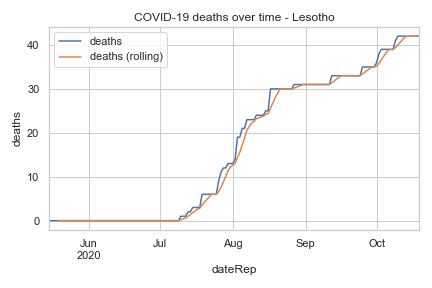 COVID-19 deaths over time - Lesotho
deaths
deaths (rolling)
40
30
20
10
0
deaths
Jun
2020
Jul
Aug
Sep
Oct
dateRep